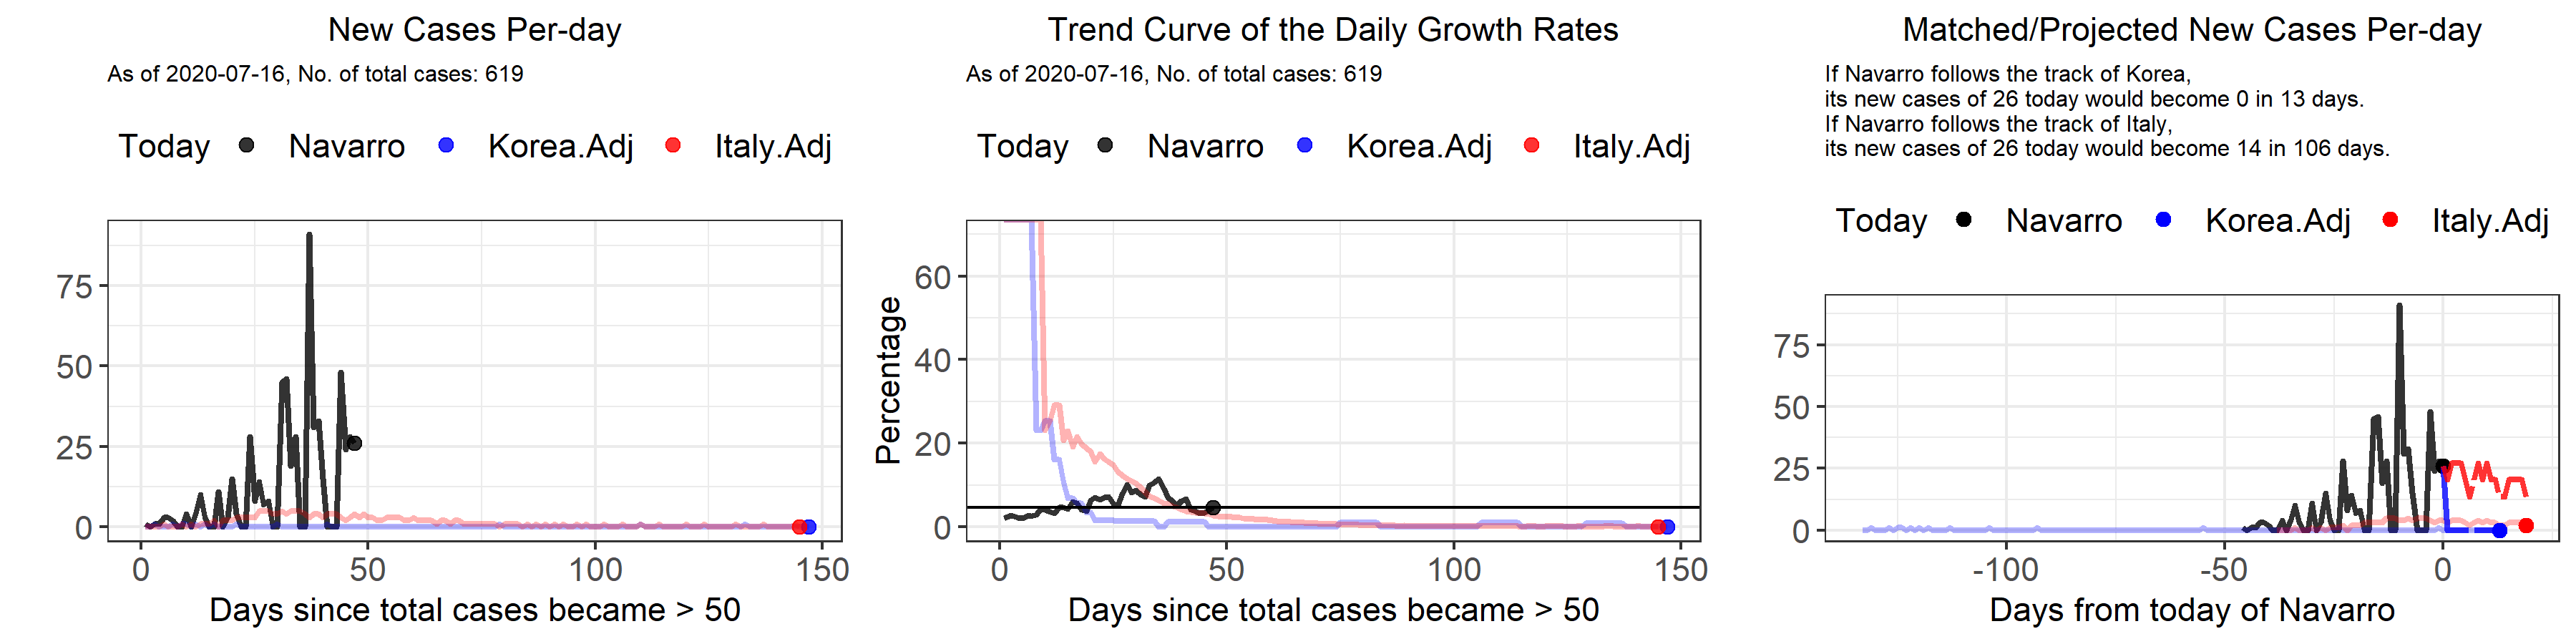 New Cases Per-day
As of 2020-07-16, No. of total cases: 619
Today Navarro Korea.Adj Italy.Adj
75
50
25
0
0 50 100 150
Days since total cases became > 50
Trend Curve of the Daily Growth Rates
As of 2020-07-16, No. of total cases: 619
Today Navarro Korea.Adj Italy.Adj
Percentage
60
40
20
0
0 50 100 150
Days since total cases became > 50
Matched/Projected New Cases Per-day
If Navarro follows the track of Korea,
its new cases of 26 today would become 0 in 13 days.
If Navarro follows the track of Italy,
its new cases of 26 today would become 14 in 106 days.
Today Navarro Korea.Adj Italy.Adj
75
50
25
0
-100 -50 0
Days from today of Navarro